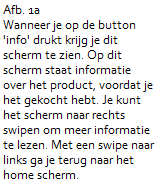 Afb. 1a
Wanneer je op de button
'info' drukt krijg je dit
scherm te zien. Op dit
scherm staat informatie
over het product, voordat je
het gekocht hebt. Je kunt
het scherm naar rechts
swipen om meer informatie
te lezen. Met een swipe naar
links ga je terug naar het
home scherm.